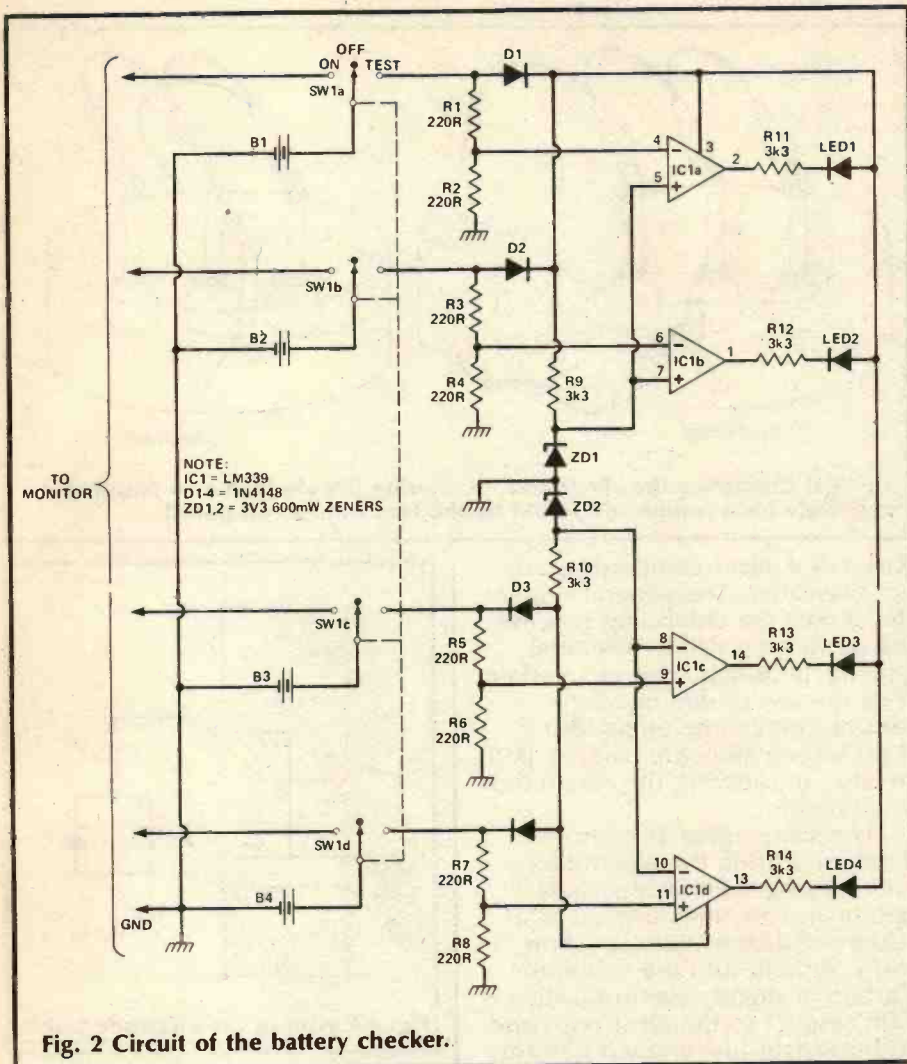 OFF
ON TEST
SW1a
D1
R1
220R
R2
220R
B1
4
5
3
2
IC1a
R11
3k3
LED1
SW1b
D2
R3
220R
R4
220R
B2
6
7
1
IC1b
R12
3k3
LED2
R9
3k3
ZD1
ZD2
TO
MONITOR
NOTE:
IC1 = LM339
D1-4 = 1N4148
ZD1,2 = 3V3 600mW ZENERS
R10
3k3
SW1c
D3
R5
220R
R6
220R
B3
8
9
14
IC1c
R13
3k3
LED3
SW1d
R7
220R
R8
220R
B4
GND
10
11
13
IC1d
R14
3k3
LED4
- 
+
-
+
-
+
-
+
Fig. 2 Circuit of the battery checker.